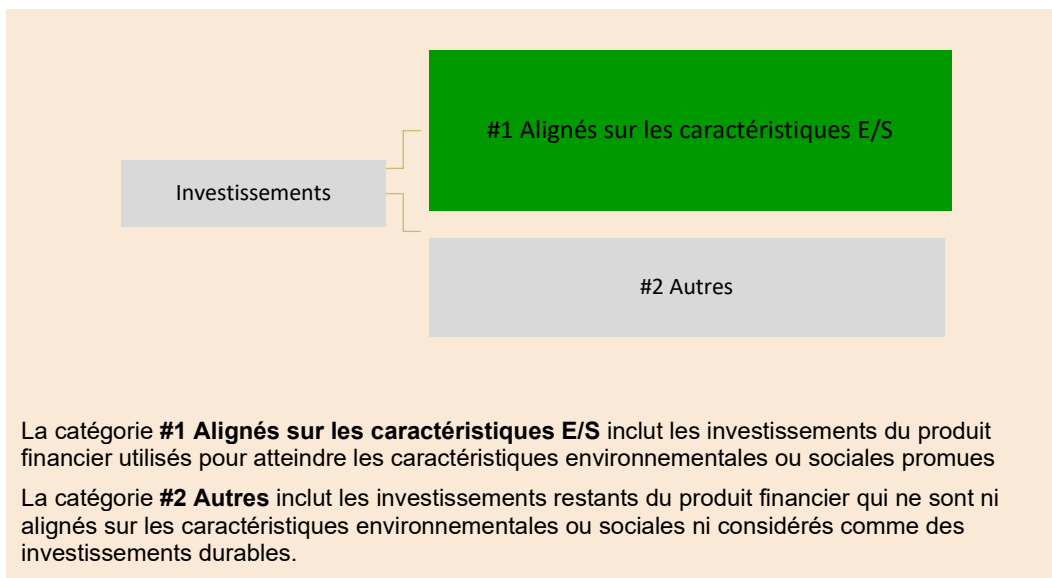 #1 Alignés sur les caractéristiques E/S
Investissements
#2 Autres
La catégorie #1 Alignés sur les caractéristiques E/S inclut les investissements du produit
financier utilisés pour atteindre les caractéristiques environnementales ou sociales promues
La catégorie #2 Autres inclut les investissements restants du produit financier qui ne sont ni
alignés sur les caractéristiques environnementales ou sociales ni considérés comme des
investissements durables.